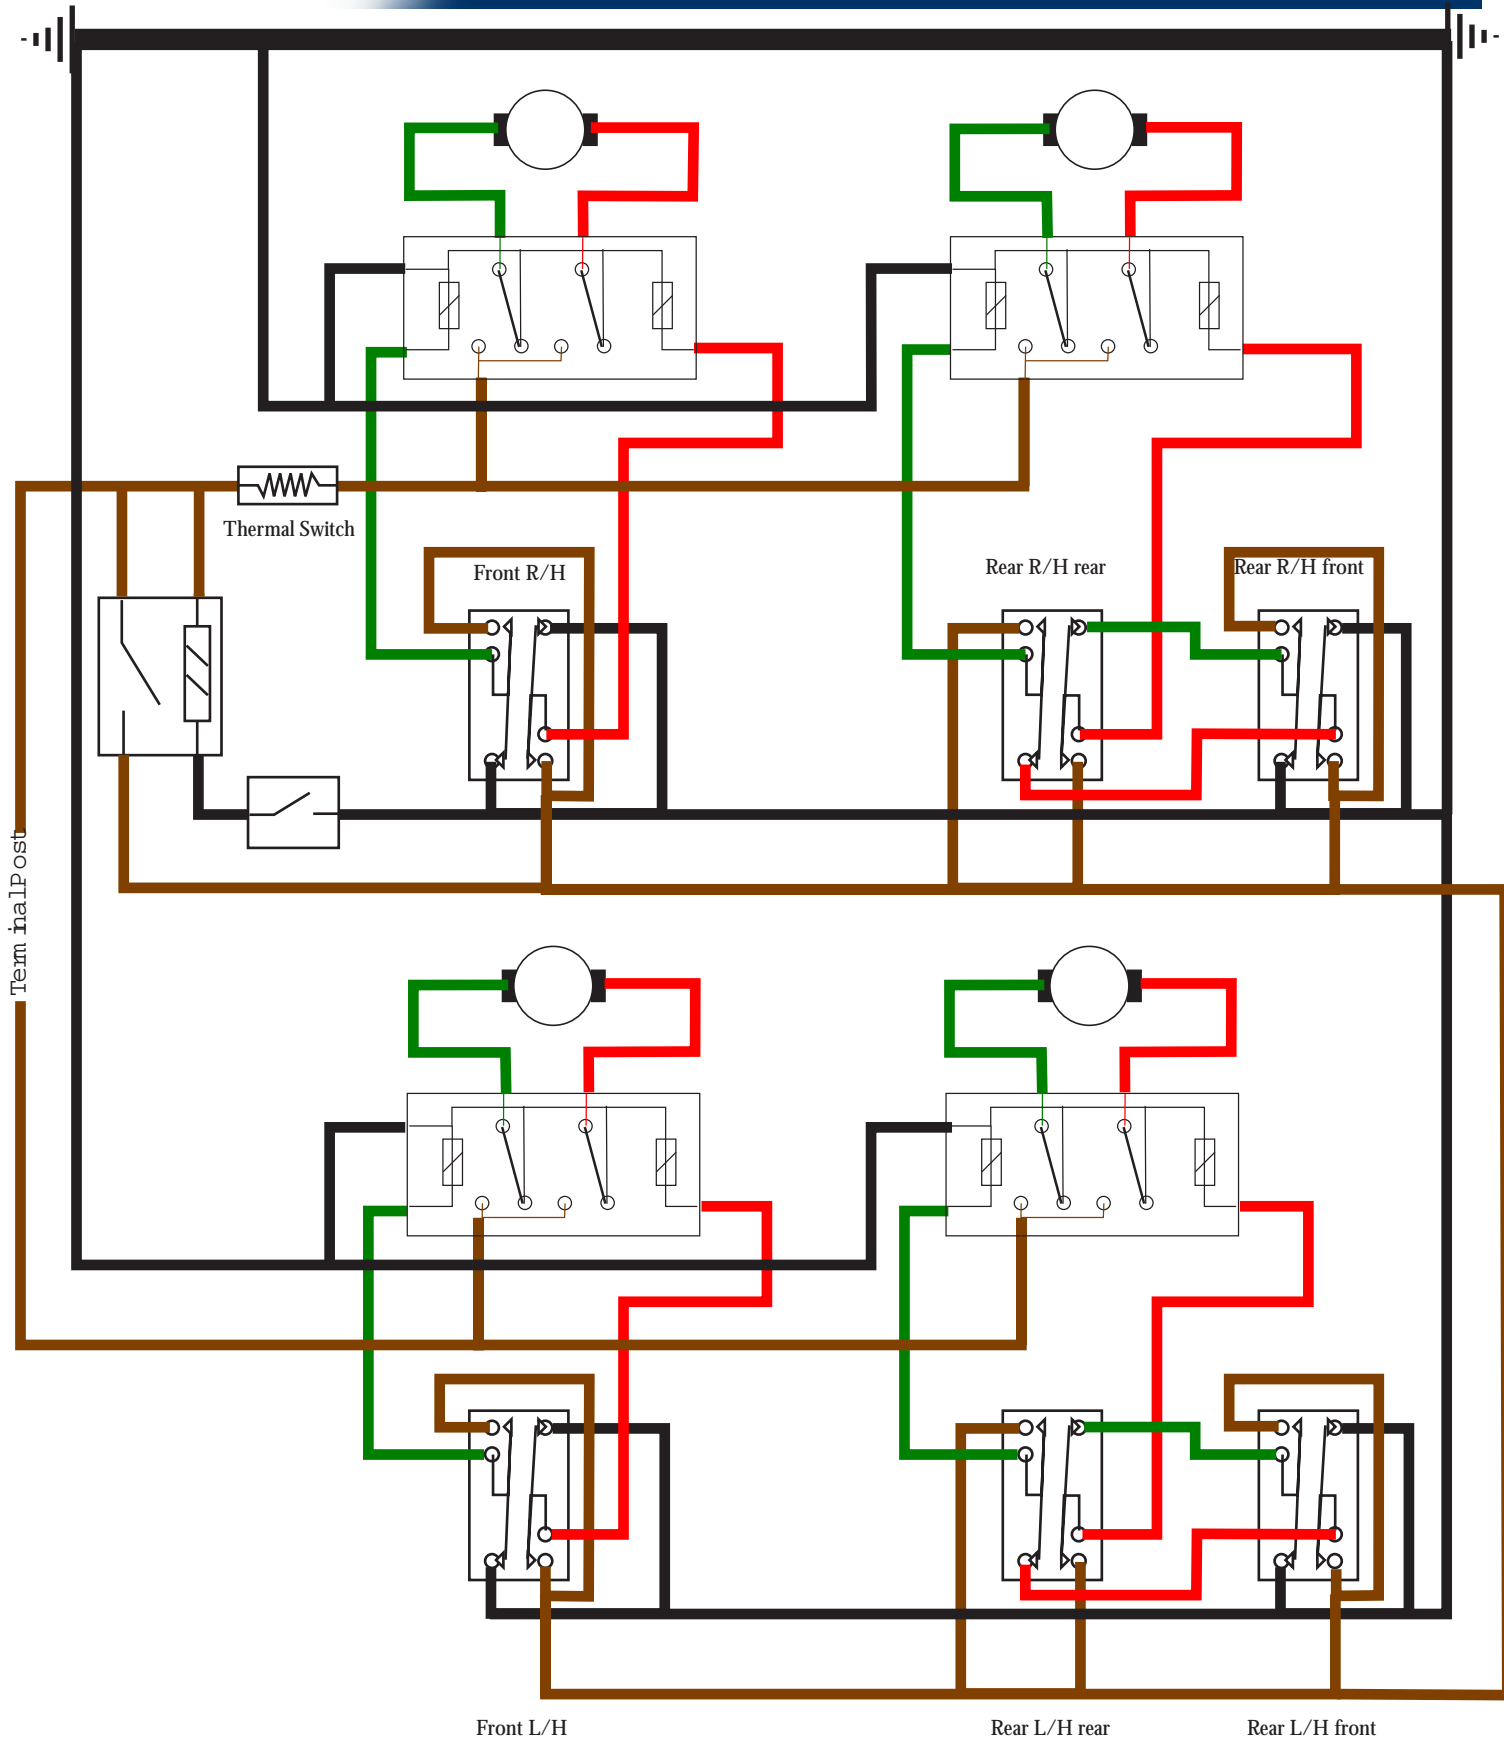 Thermal Switch
Front R/H
Rear R/H rear
Rear R/H front
Terminal Post
Front L/H
Rear L/H rear
Rear L/H front